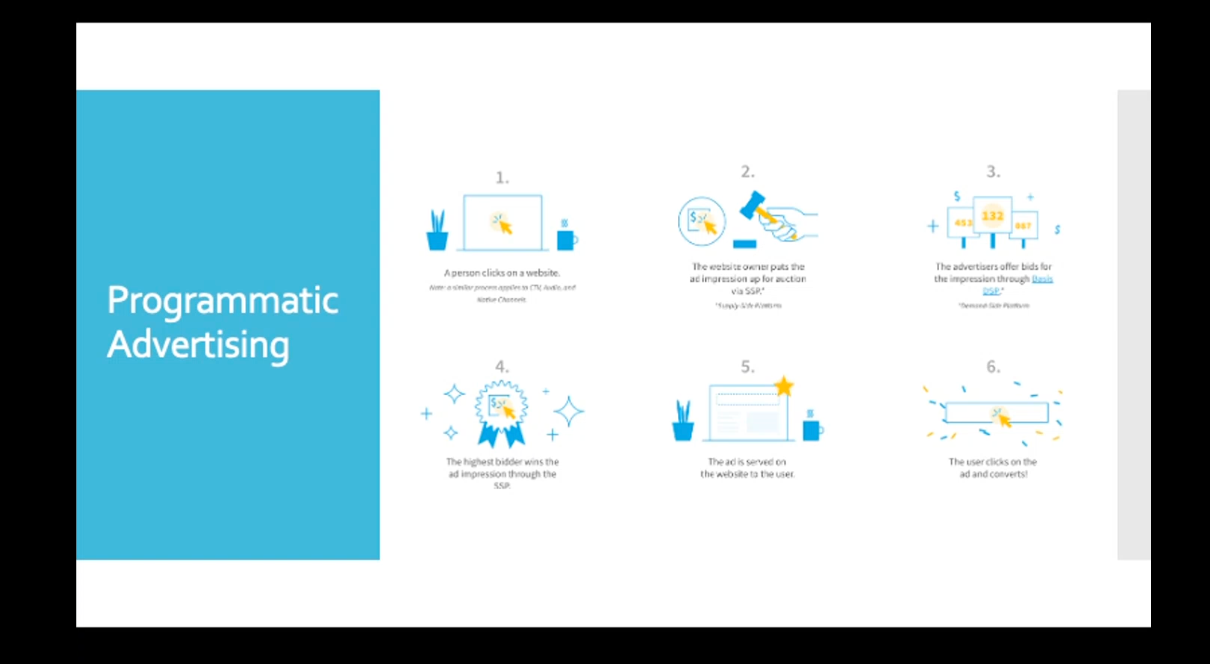 Programmatic
Advertising
1.
A person clicks on a website.
Note: a similar process applies to CTV, Audio, and
Native Channels.
2.
The website owner puts the
ad impression up for auction
via SSP.*
*Supply-Side Platform
3.
$
453
132
$
The advertisers offer bids for
the impression through Basis
DSP.*
*Demand-Side Platform
4.
$
The highest bidder wins the
ad impression through the
SSP.
5.
The ad is served on
the website to the user.
6.
The user clicks on the
ad and converts!